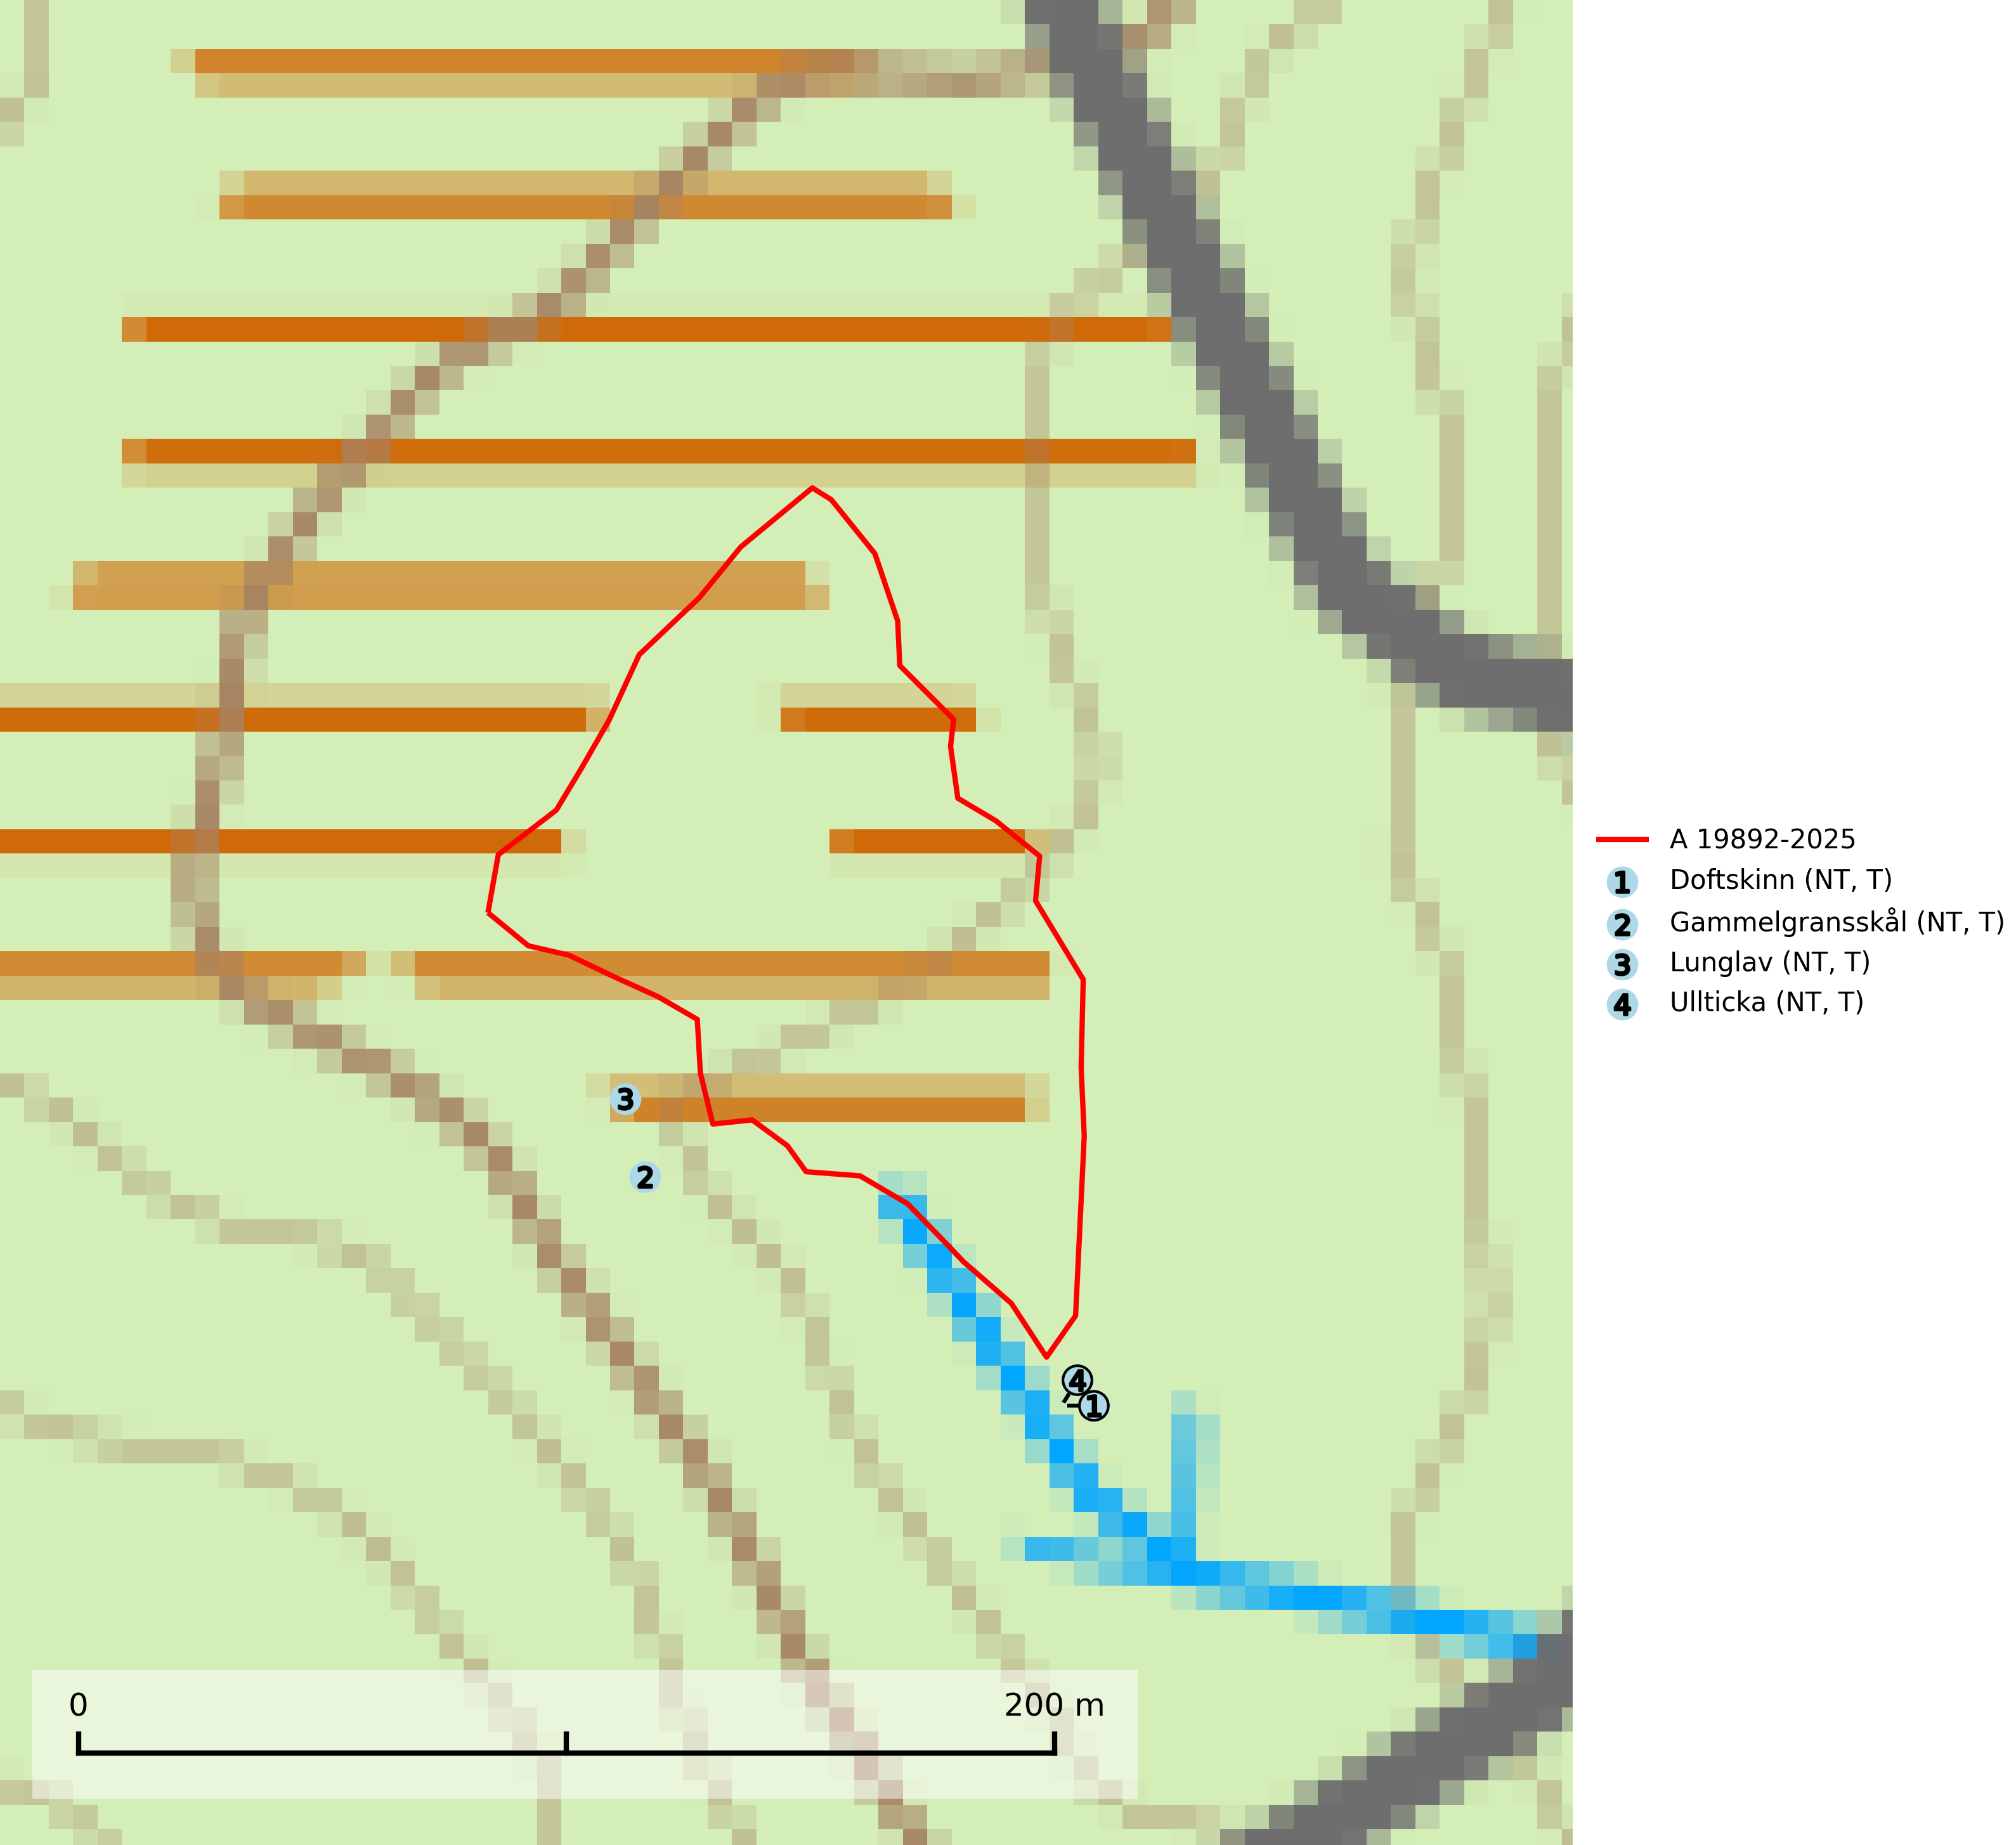 3
2
4
1
0 200 m
A 19892-2025
1 Doftskinn (NT, T)
2 Gammelgransskål (NT, T)
3 Lunglav (NT, T)
4 Ullticka (NT, T)